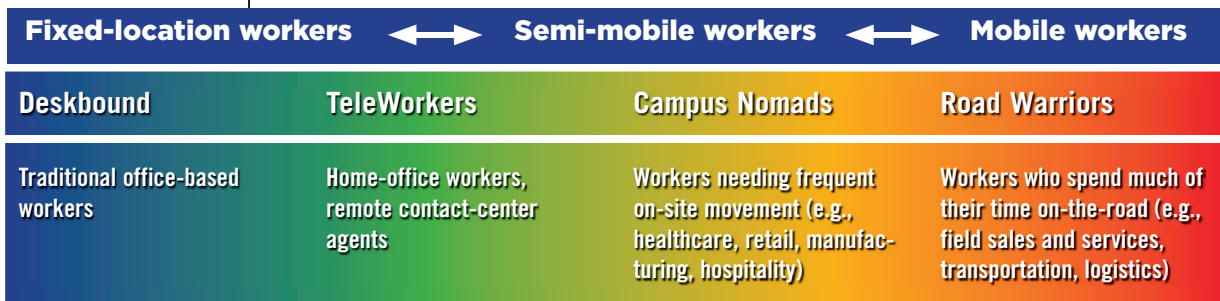 Fixed-location workers Semi-mobile workers Mobile workers
Deskbound TeleWorkers Campus Nomads Road Warriors
Traditional office-based
workers
Home-office workers,
remote contact-center
agents
Workers needing frequent
on-site movement (e.g.,
healthcare, retail, manufac-
turing, hospitality)
Workers who spend much of
their time on-the-road (e.g.,
field sales and services,
transportation, logistics)